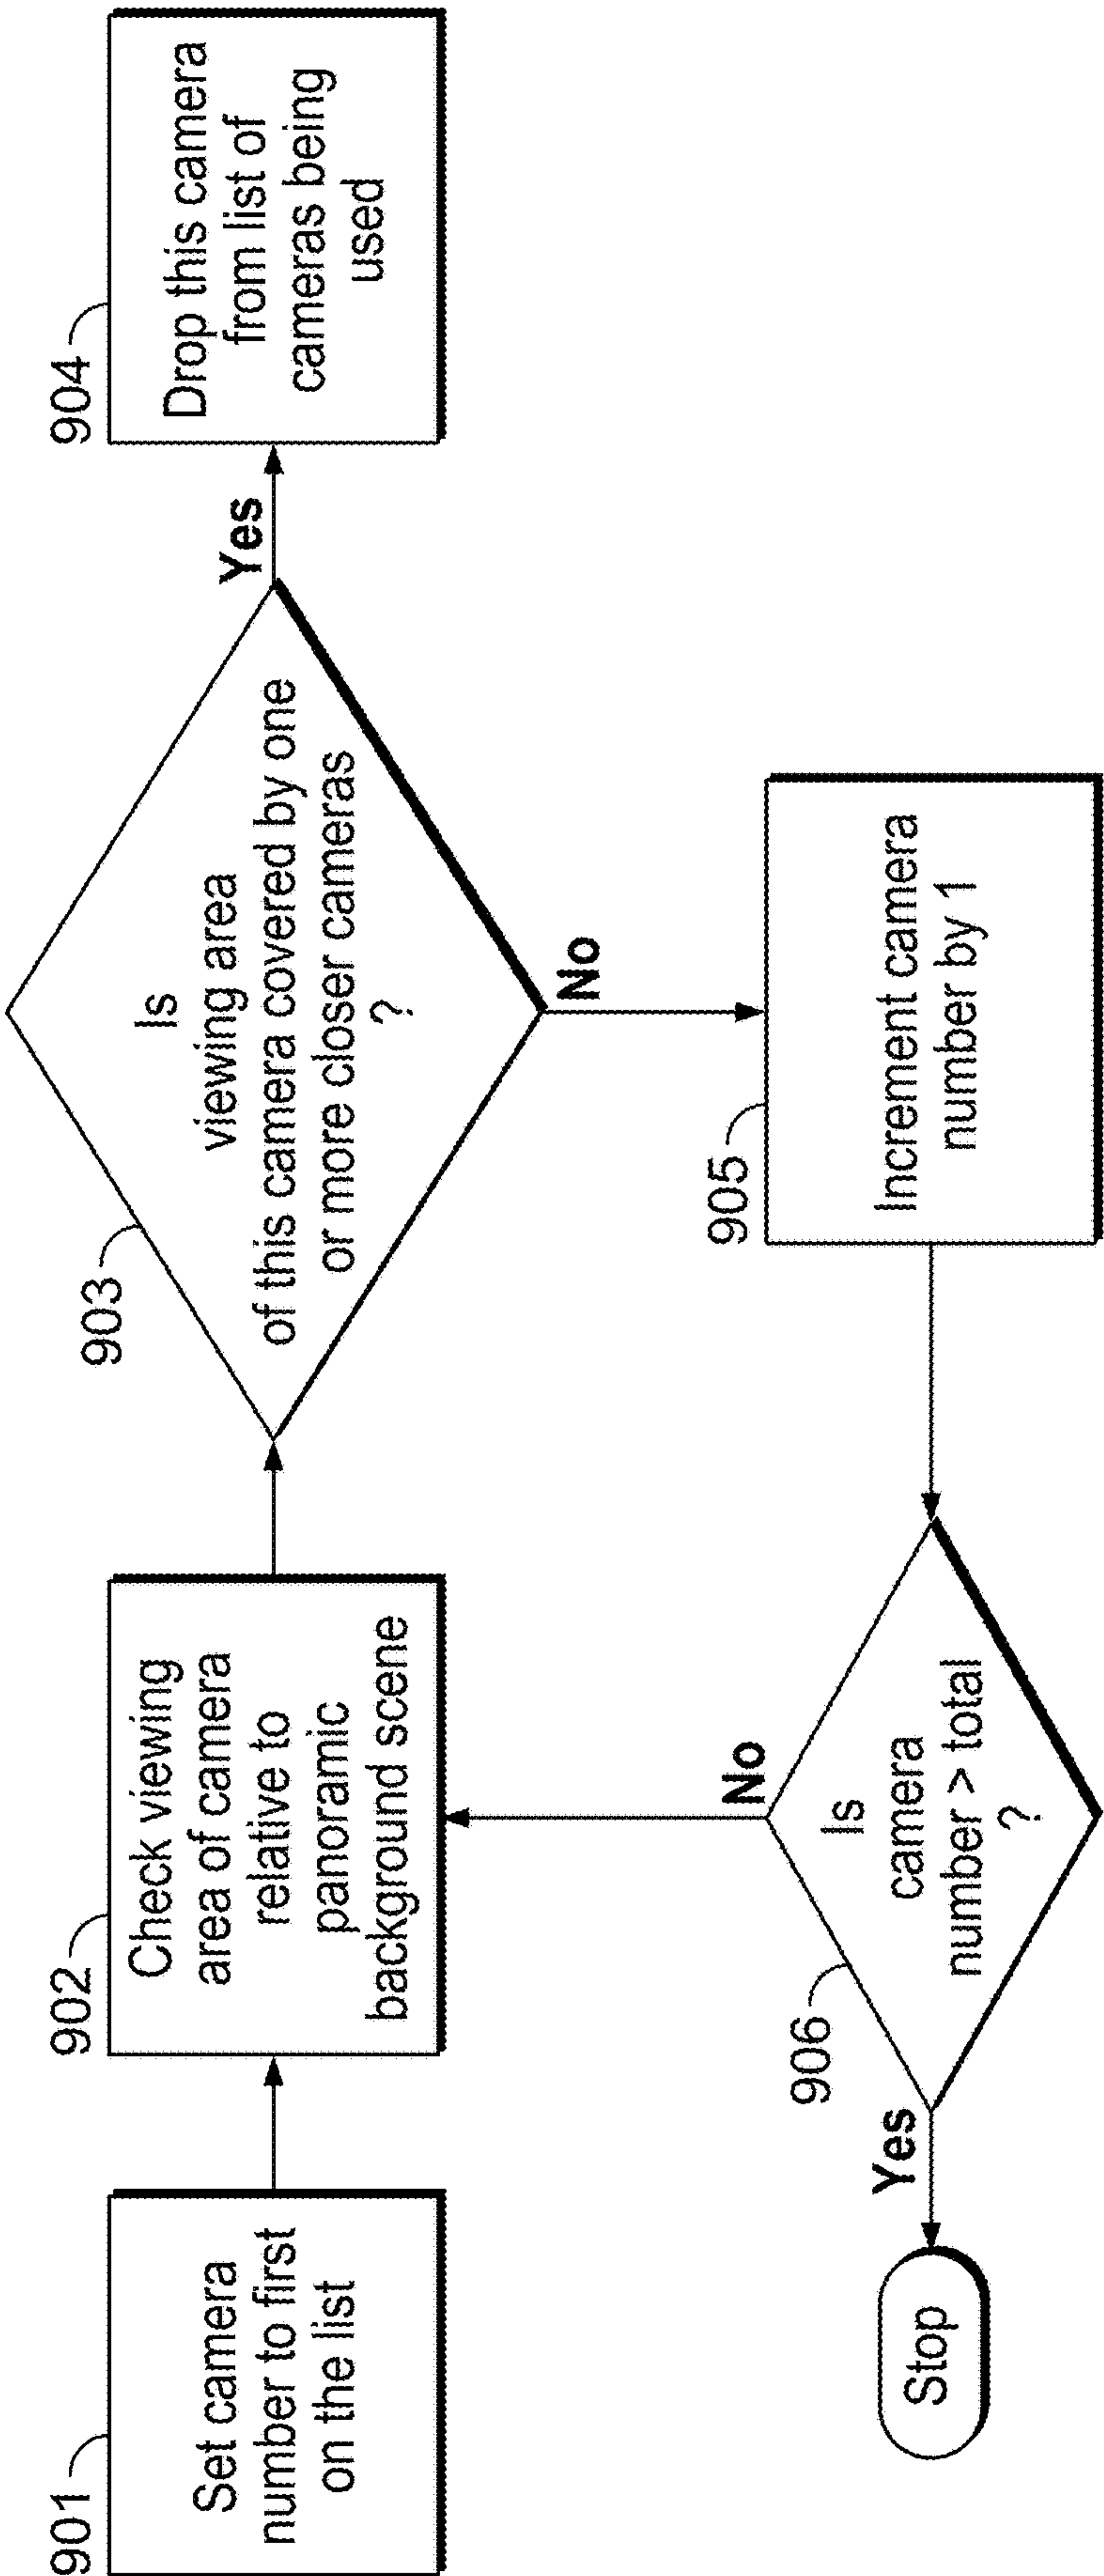 901
Set camera
number to first
on the list
902
Check viewing
area of camera
relative to
panoramic
background scene
903
Is
viewing area
of this camera covered by one
or more closer cameras
?
Yes
904
Drop this camera
from list of
cameras being
used
No
905
Increment camera
number by 1
906
Is
camera
number > total
?
No
Yes
Stop